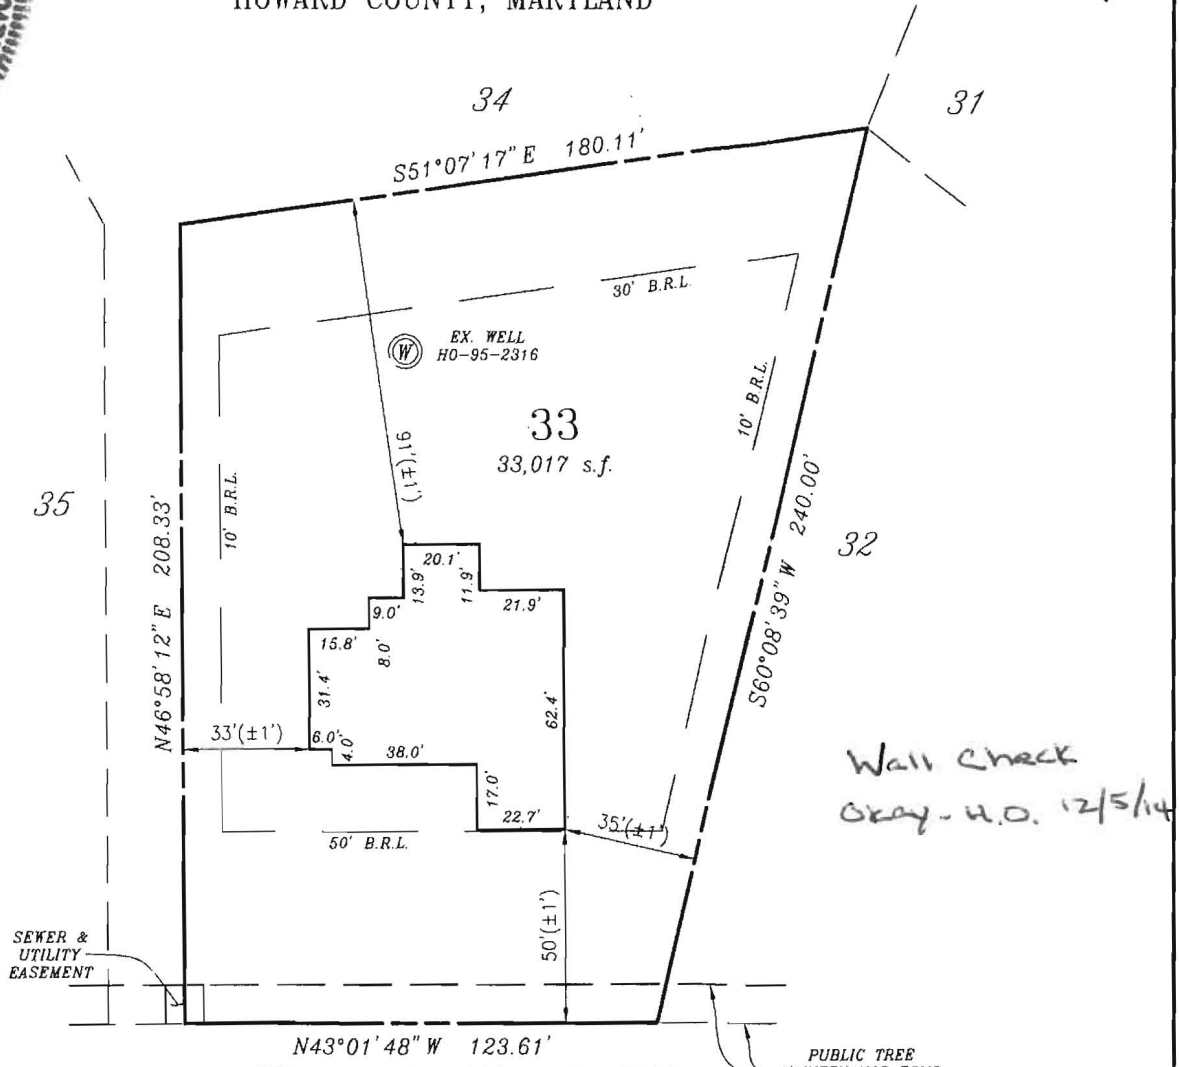 HOWARD COUNTY, MARYLAND
34
31
S51°07'17"E 180.11'
30' B.R.L.
EX. WELL
HO-95-2316
W
33
33,017 s.f.
10' B.R.L.
91'(±1')
35
10' B.R.L.
N46°58'12"E 208.33'
S60°08'39"W 240.00'
32
20.1'
13.9'
11.9'
9.0'
21.9'
15.8'
8.0'
31.4'
62.4'
33'(±1')
6.0'
4.0'
38.0'
17.0'
22.7'
35'(±1')
50' B.R.L.
Wall Check
Okay - H.O. 12/5/14
50'(±1')
SEWER &
UTILITY
EASEMENT
N43°01'48"W 123.61'
PUBLIC TREE